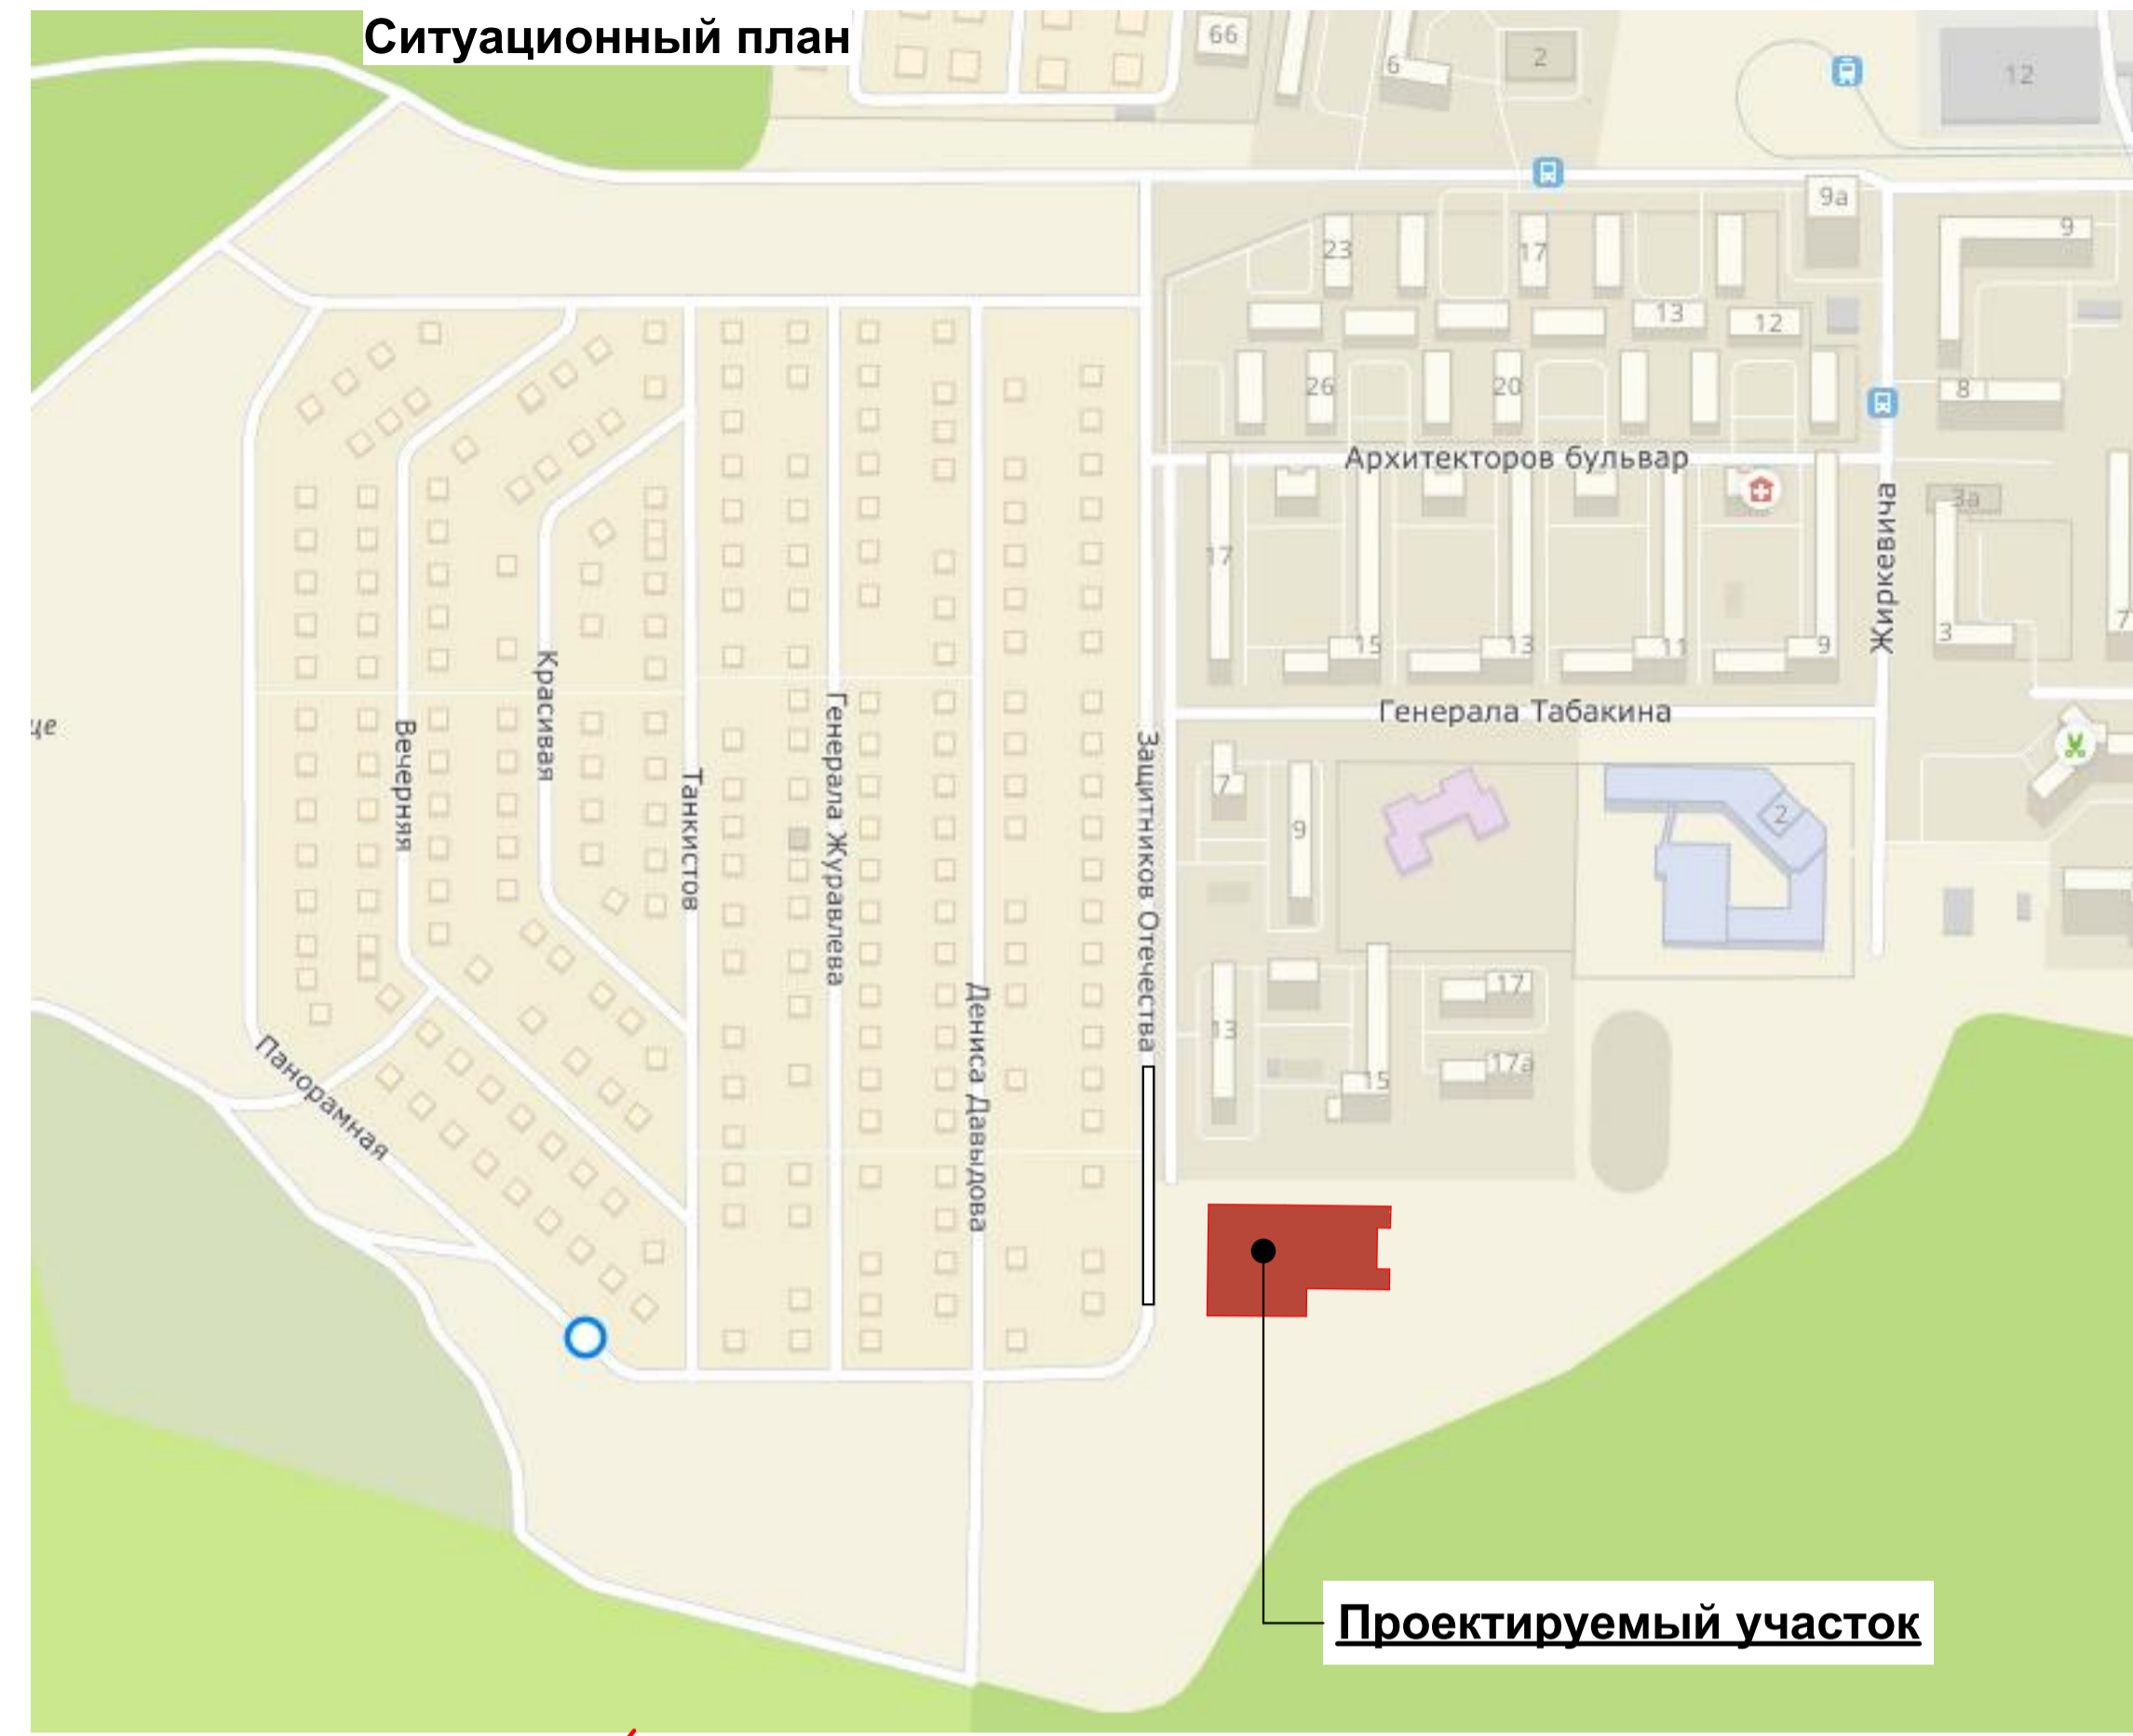 Ситуационный план
66
6
2
12
9а
9
23
17
13
12
26
20
8
Архитекторов бульвар
3а
Жиркевича
17
15
13
11
9
3
7
Генерала Табакина
це
Вечерняя
Красивая
Танкистов
Генерала Журавлева
Дениса Давыдова
Защитников Отечества
7
9
2
17
13
15
17а
Панорамная
Проектируемый участок